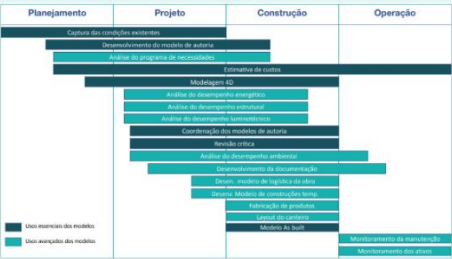 Planejamento Projeto Construção Operação
Captura das condições existentes
Desenvolvimento do modelo de autoria
Análise do programa de necessidades
Estimativa de custos
Modelagem 4D
Análise do desempenho energético
Análise do desempenho estrutural
Análise do desempenho luminotécnico
Coordenação dos modelos de autoria
Revisão crítica
Análise do desempenho ambiental
Desenvolvimento da documentação
Desen. modelo de logística da obra
Desenv. Modelo de construções temp.
Fabricação de produtos
Layout do canteiro
Modelo As built
Monitoramento da manutenção
Monitoramento dos ativos
Usos essenciais dos modelos
Usos avançados dos modelos